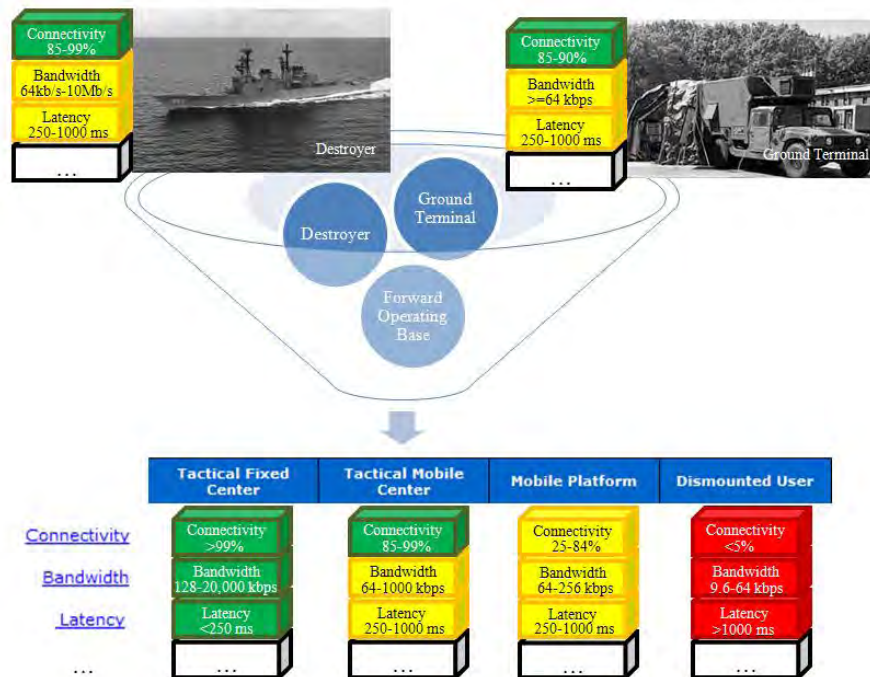 Connectivity
85-99%
Bandwidth
64kb/s-10Mb/s
Latency
250-1000 ms
...
Destroyer
Connectivity
85-90%
Bandwidth
>=64 kbps
Latency
250-1000 ms
...
Ground Terminal
Destroyer
Ground
Terminal
Forward
Operating
Base
Tactical Fixed
Center
Tactical Mobile
Center
Mobile Platform
Dismounted User
Connectivity
Connectivity
>99%
Connectivity
85-99%
Connectivity
25-84%
Connectivity
<5%
Bandwidth
Bandwidth
128-20,000 kbps
Bandwidth
64-1000 kbps
Bandwidth
64-256 kbps
Bandwidth
9.6-64 kbps
Latency
Latency
<250 ms
Latency
250-1000 ms
Latency
250-1000 ms
Latency
>1000 ms
...
...
...
...
...